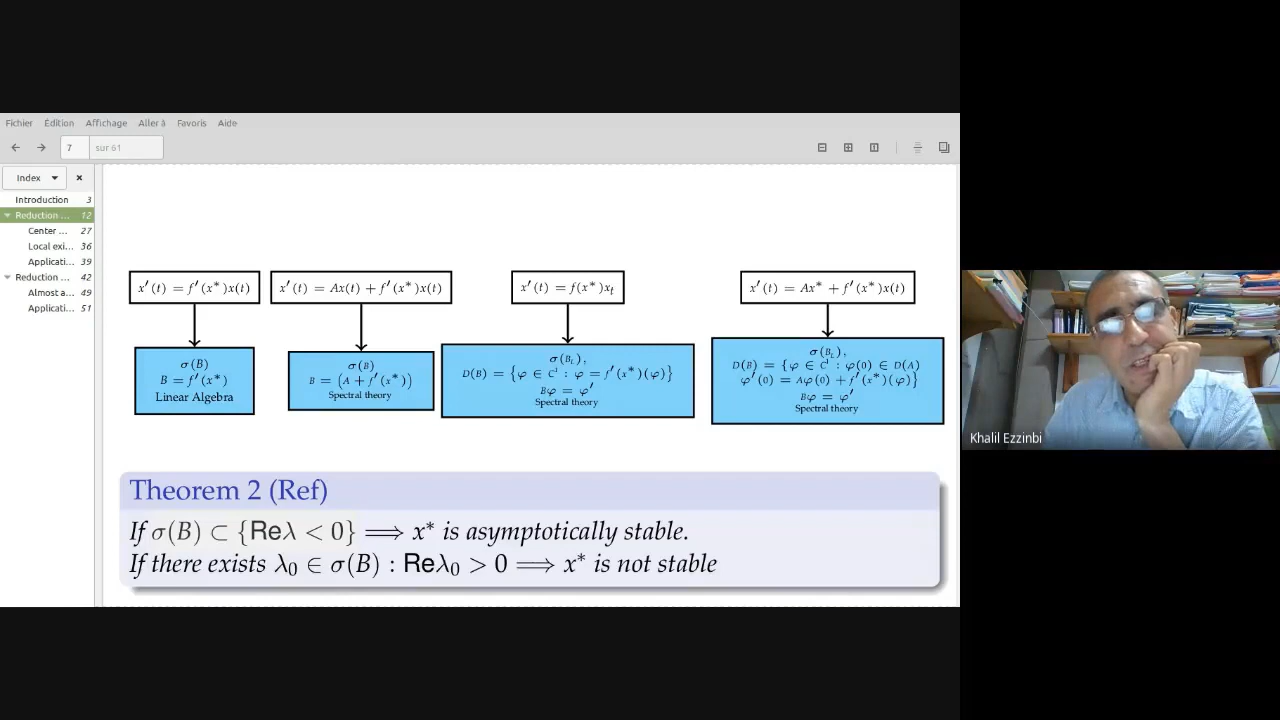 Fichier Édition Affichage Aller à Favoris Aide
7 sur 61
Index
Introduction 3
Reduction ... 12
Center ... 27
Local exi... 36
Applicati... 39
Reduction ... 42
Almost a... 49
Applicati... 51
x′(t) = f′(x*)x(t)
x′(t) = Ax(t) + f′(x*)x(t)
x′(t) = f(x*)x_t
x′(t) = Ax* + f′(x*)x(t)
σ(B)
B = f′(x*)
Linear Algebra
σ(B)
B = (A + f′(x*))
Spectral theory
σ(B_L),
D(B) = {φ ∈ C¹ : φ = f′(x*)(φ)}
Bφ = φ′
Spectral theory
σ(B_L),
D(B) = {φ ∈ C¹ : φ(0) ∈ D(A)
φ′(0) = Aφ(0) + f′(x*)(φ)}
Bφ = φ′
Spectral theory
Theorem 2 (Ref)
If σ(B) ⊂ {Reλ < 0} ⟹ x* is asymptotically stable.
If there exists λ₀ ∈ σ(B) : Reλ₀ > 0 ⟹ x* is not stable
Khalil Ezzinbi